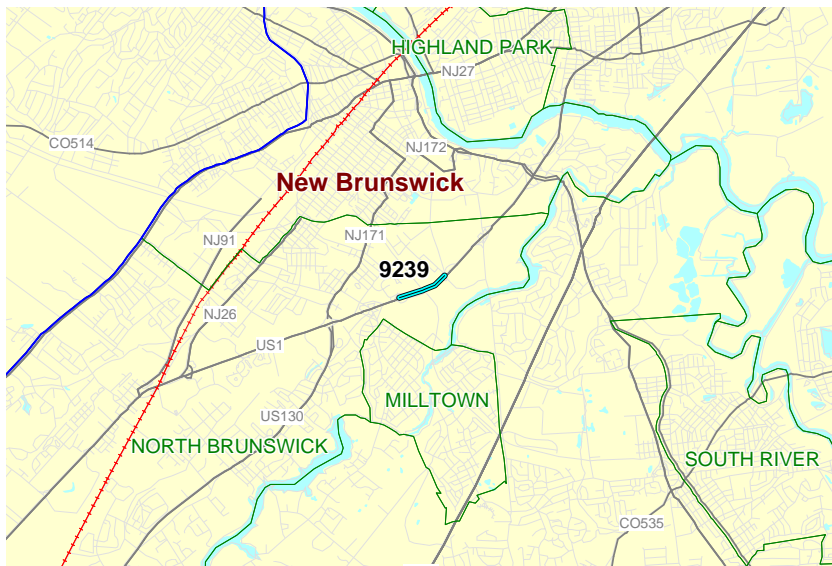 HIGHLAND PARK
NJ27
CO514
NJ172
New Brunswick
NJ91
NJ171
9239
NJ26
US1
MILLTOWN
US130
NORTH BRUNSWICK
SOUTH RIVER
CO535